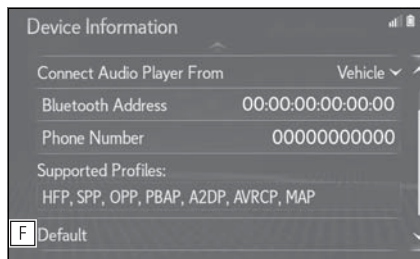 Device Information
Connect Audio Player From Vehicle
Bluetooth Address 00:00:00:00:00:00
Phone Number 00000000000
Supported Profiles:
HFP, SPP, OPP, PBAP, A2DP, AVRCP, MAP
F Default